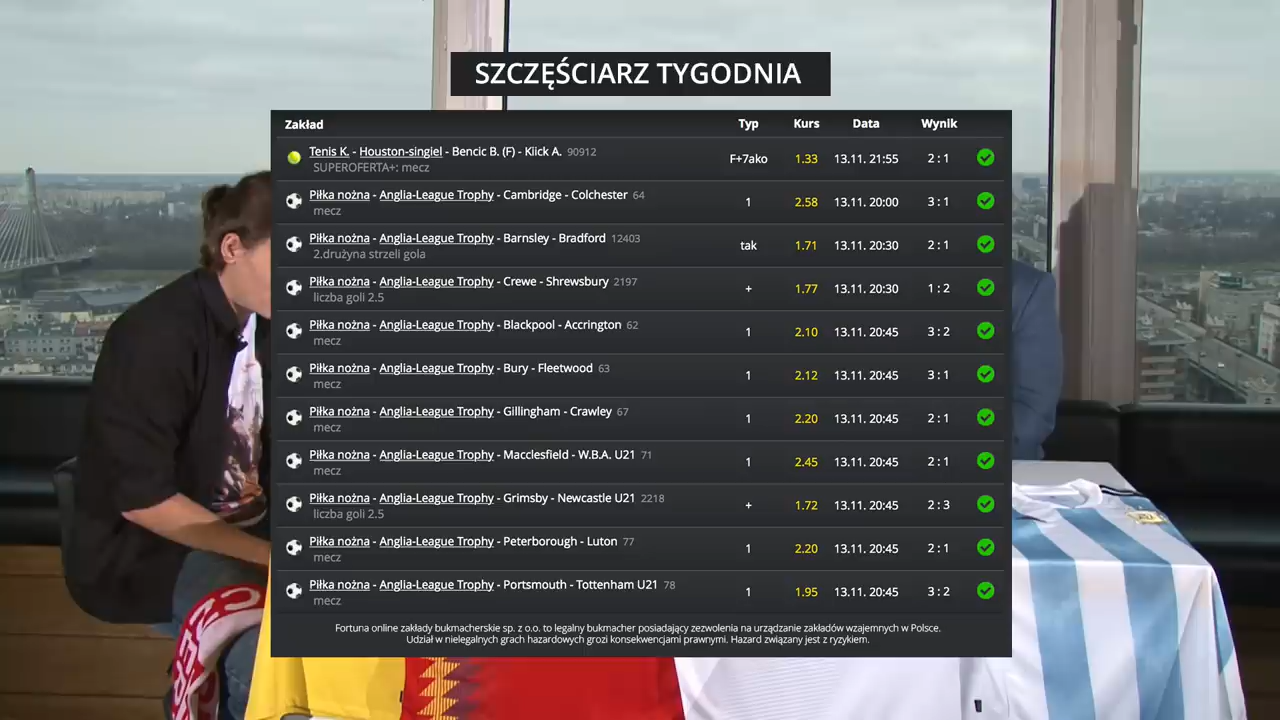 SZCZĘŚCIARZ TYGODNIA
Zakład Typ Kurs Data Wynik
Tenis K. - Houston-singiel - Bencic B. (F) - Kiick A. 90912 F+7ako 1.33 13.11. 21:55 2 : 1
SUPEROFERTA+: mecz
Piłka nożna - Anglia-League Trophy - Cambridge - Colchester 64 1 2.58 13.11. 20:00 3 : 1
mecz
Piłka nożna - Anglia-League Trophy - Barnsley - Bradford 12403 tak 1.71 13.11. 20:30 2 : 1
2.drużyna strzeli gola
Piłka nożna - Anglia-League Trophy - Crewe - Shrewsbury 2197 + 1.77 13.11. 20:30 1 : 2
liczba goli 2.5
Piłka nożna - Anglia-League Trophy - Blackpool - Accrington 62 1 2.10 13.11. 20:45 3 : 2
mecz
Piłka nożna - Anglia-League Trophy - Bury - Fleetwood 63 1 2.12 13.11. 20:45 3 : 1
mecz
Piłka nożna - Anglia-League Trophy - Gillingham - Crawley 67 1 2.20 13.11. 20:45 2 : 1
mecz
Piłka nożna - Anglia-League Trophy - Macclesfield - W.B.A. U21 71 1 2.45 13.11. 20:45 2 : 1
mecz
Piłka nożna - Anglia-League Trophy - Grimsby - Newcastle U21 2218 + 1.72 13.11. 20:45 2 : 3
liczba goli 2.5
Piłka nożna - Anglia-League Trophy - Peterborough - Luton 77 1 2.20 13.11. 20:45 2 : 1
mecz
Piłka nożna - Anglia-League Trophy - Portsmouth - Tottenham U21 78 1 1.95 13.11. 20:45 3 : 2
mecz
Fortuna online zakłady bukmacherskie sp. z o.o. to legalny bukmacher posiadający zezwolenia na urządzanie zakładów wzajemnych w Polsce.
Udział w nielegalnych grach hazardowych grozi konsekwencjami prawnymi. Hazard związany jest z ryzykiem.